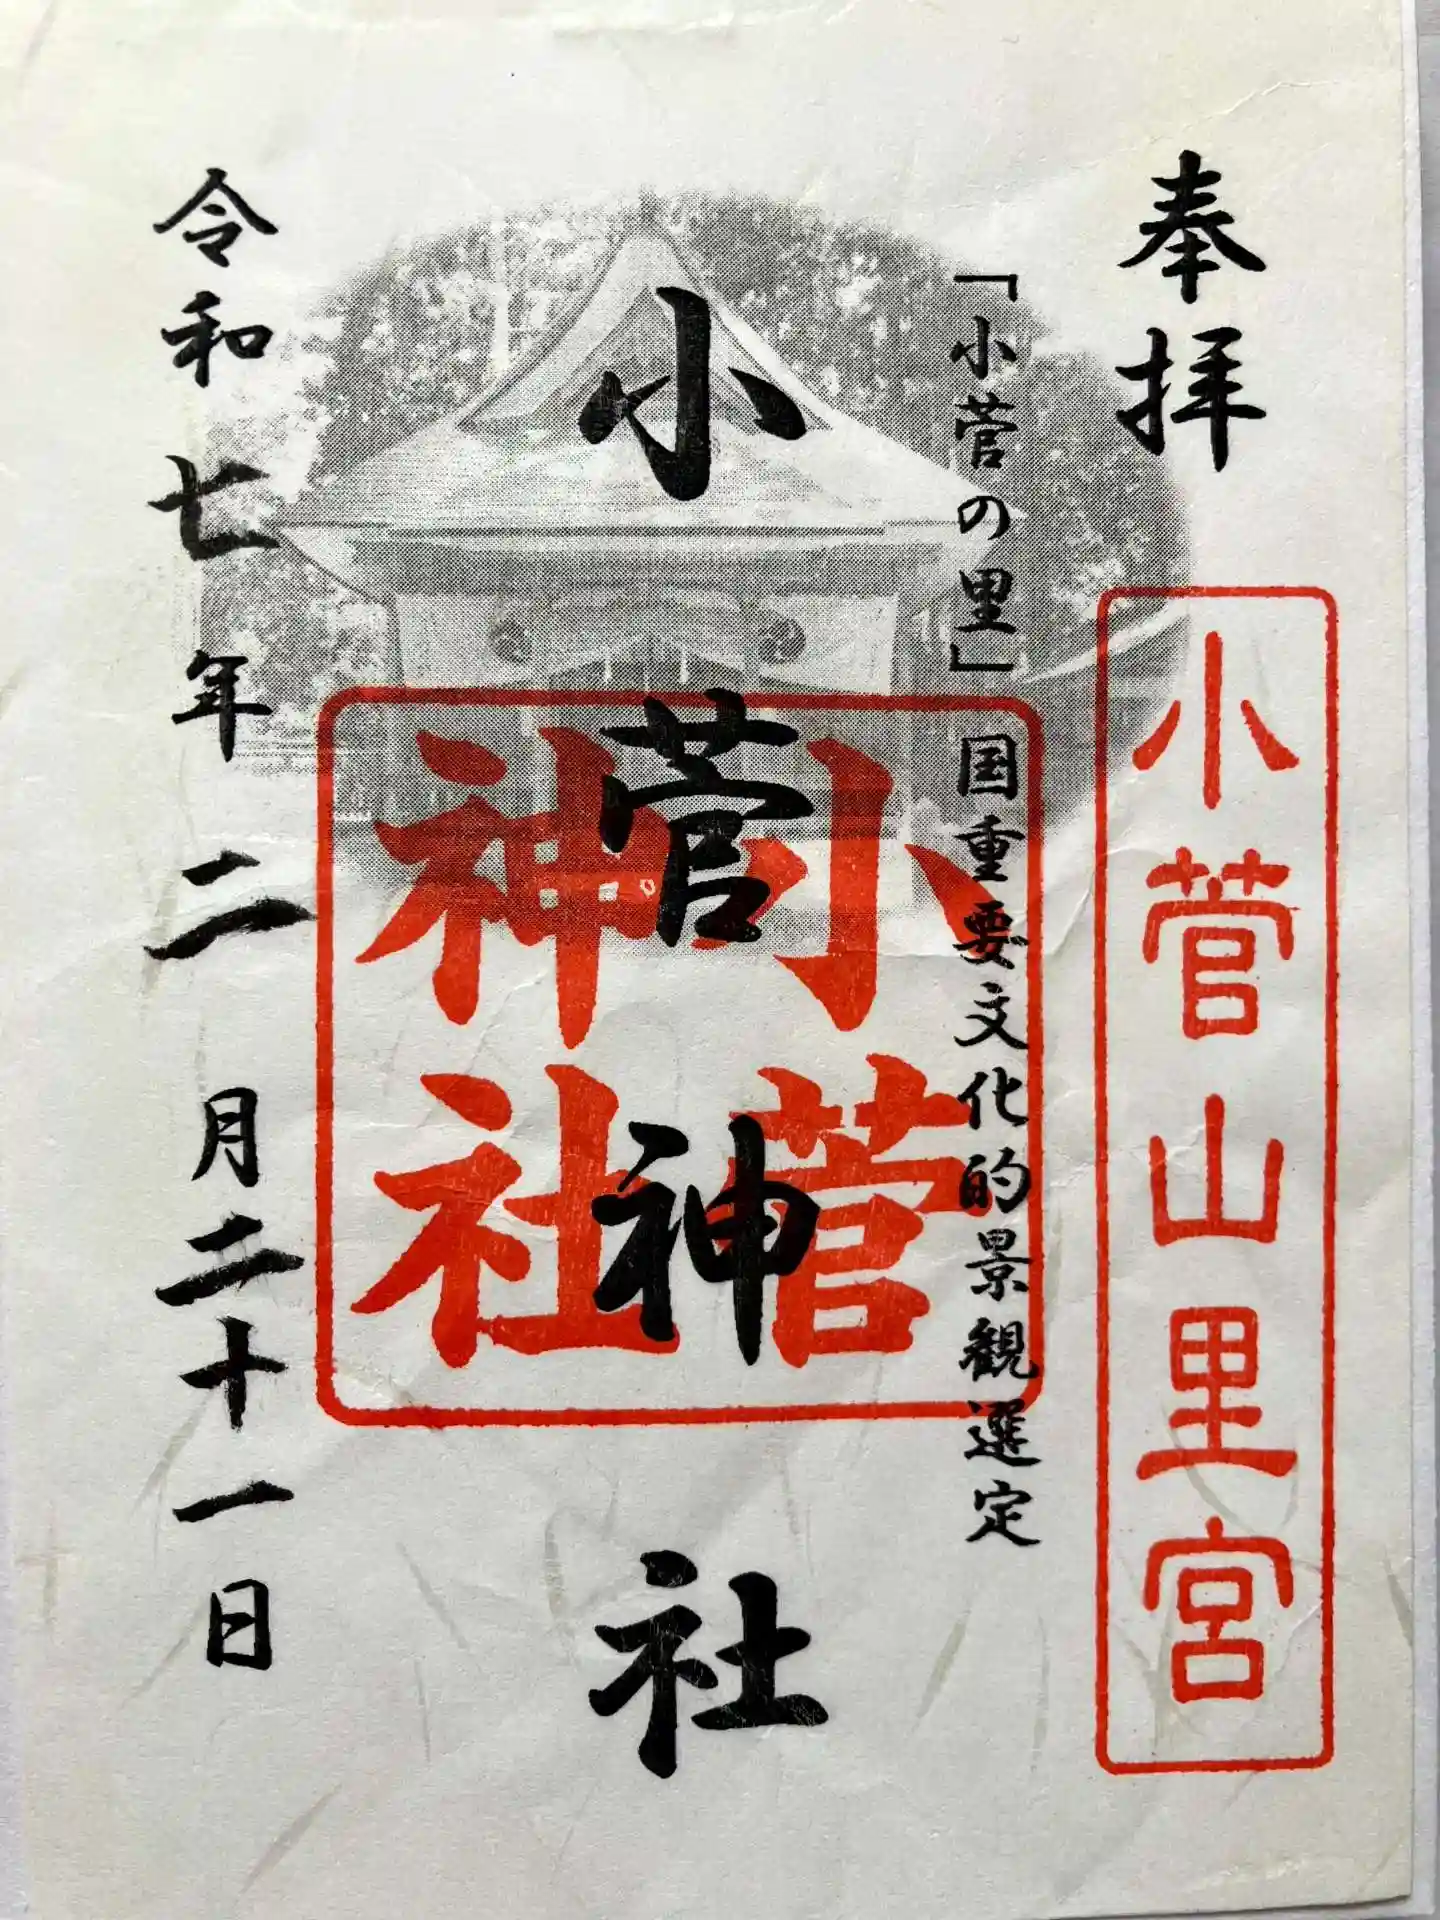 奉拝
小菅山里宮
「小菅の里」国重要文化的景観選定
小菅神社
小菅
神社
令和七年二月二十一日